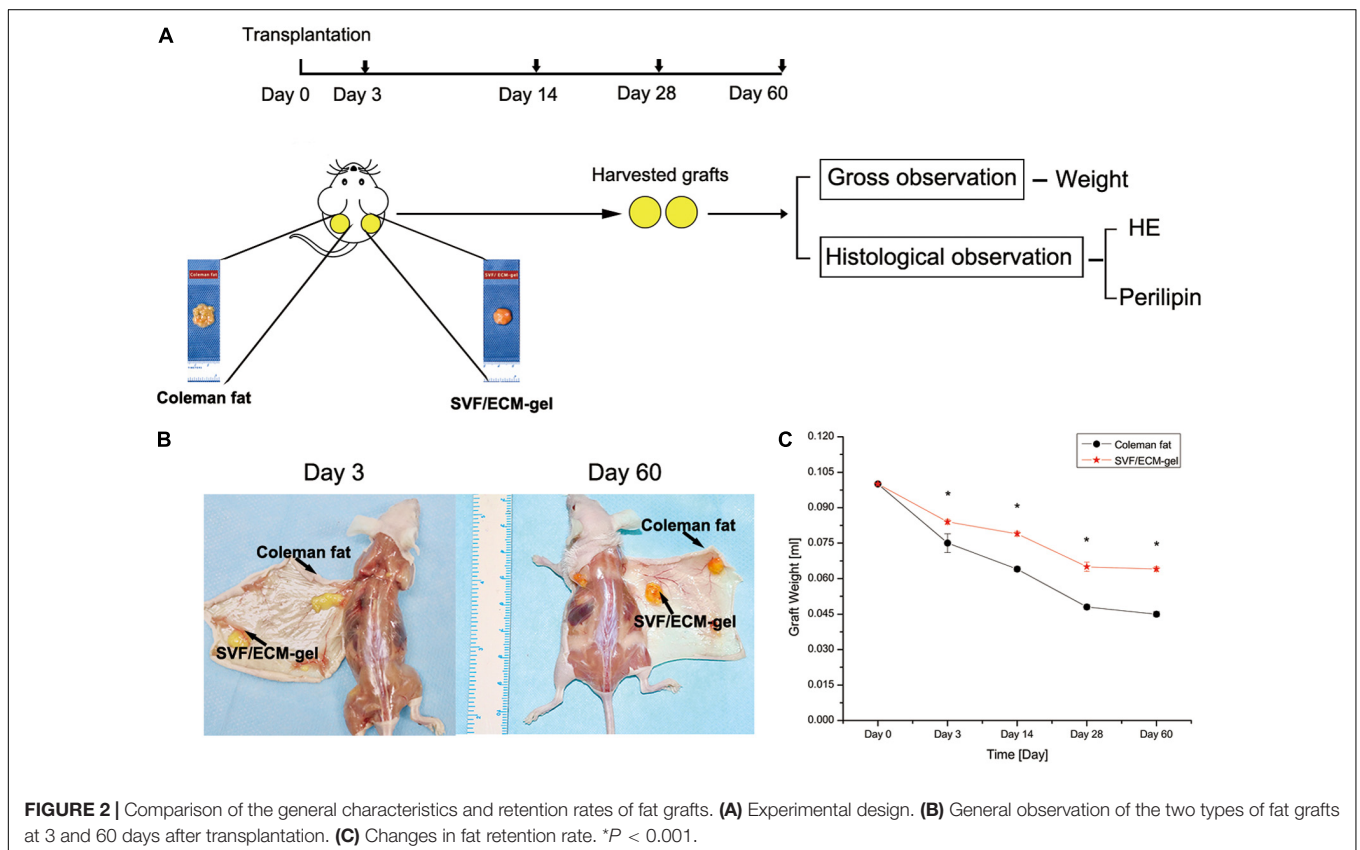 A
Transplantation
Day 0 Day 3 Day 14 Day 28 Day 60
Harvested grafts
Gross observation
Weight
Histological observation
HE
Perilipin
Coleman fat
SVF/ ECM-gel
Coleman fat
SVF/ECM-gel
B
Day 3
Day 60
Coleman fat
SVF/ECM-gel
Coleman fat
SVF/ECM-gel
C
Coleman fat
SVF/ECM-gel
Graft Weight [ml]
0.120
0.105
0.090
0.075
0.060
0.045
0.030
0.015
0.000
* * * *
Day 0 Day 3 Day 14 Day 28 Day 60
Time [Day]
FIGURE 2 | Comparison of the general characteristics and retention rates of fat grafts. (A) Experimental design. (B) General observation of the two types of fat grafts
at 3 and 60 days after transplantation. (C) Changes in fat retention rate. *P < 0.001.